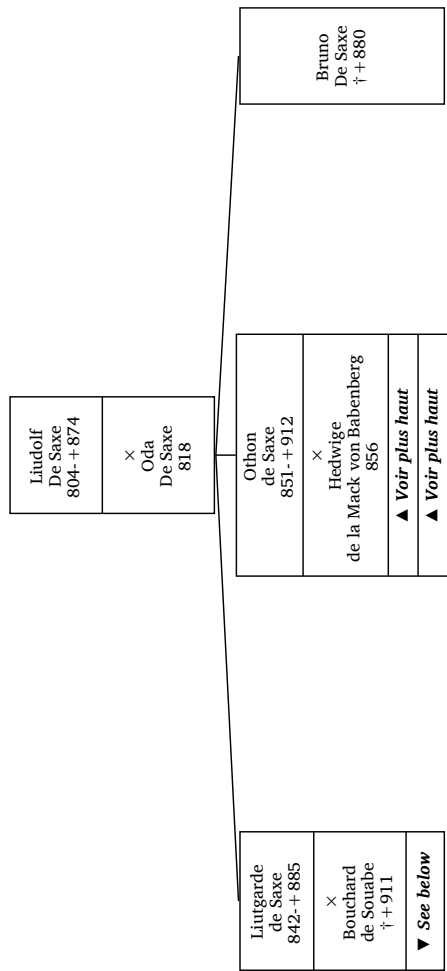 Liudolf
De Saxe
804-+874
×
Oda
De Saxe
818
Liutgarde
de Saxe
842-+885
×
Bouchard
de Souabe
†+911
▼ See below
Othon
de Saxe
851-+912
×
Hedwige
de la Mack von Babenberg
856
▲ Voir plus haut
▲ Voir plus haut
Bruno
De Saxe
†+880